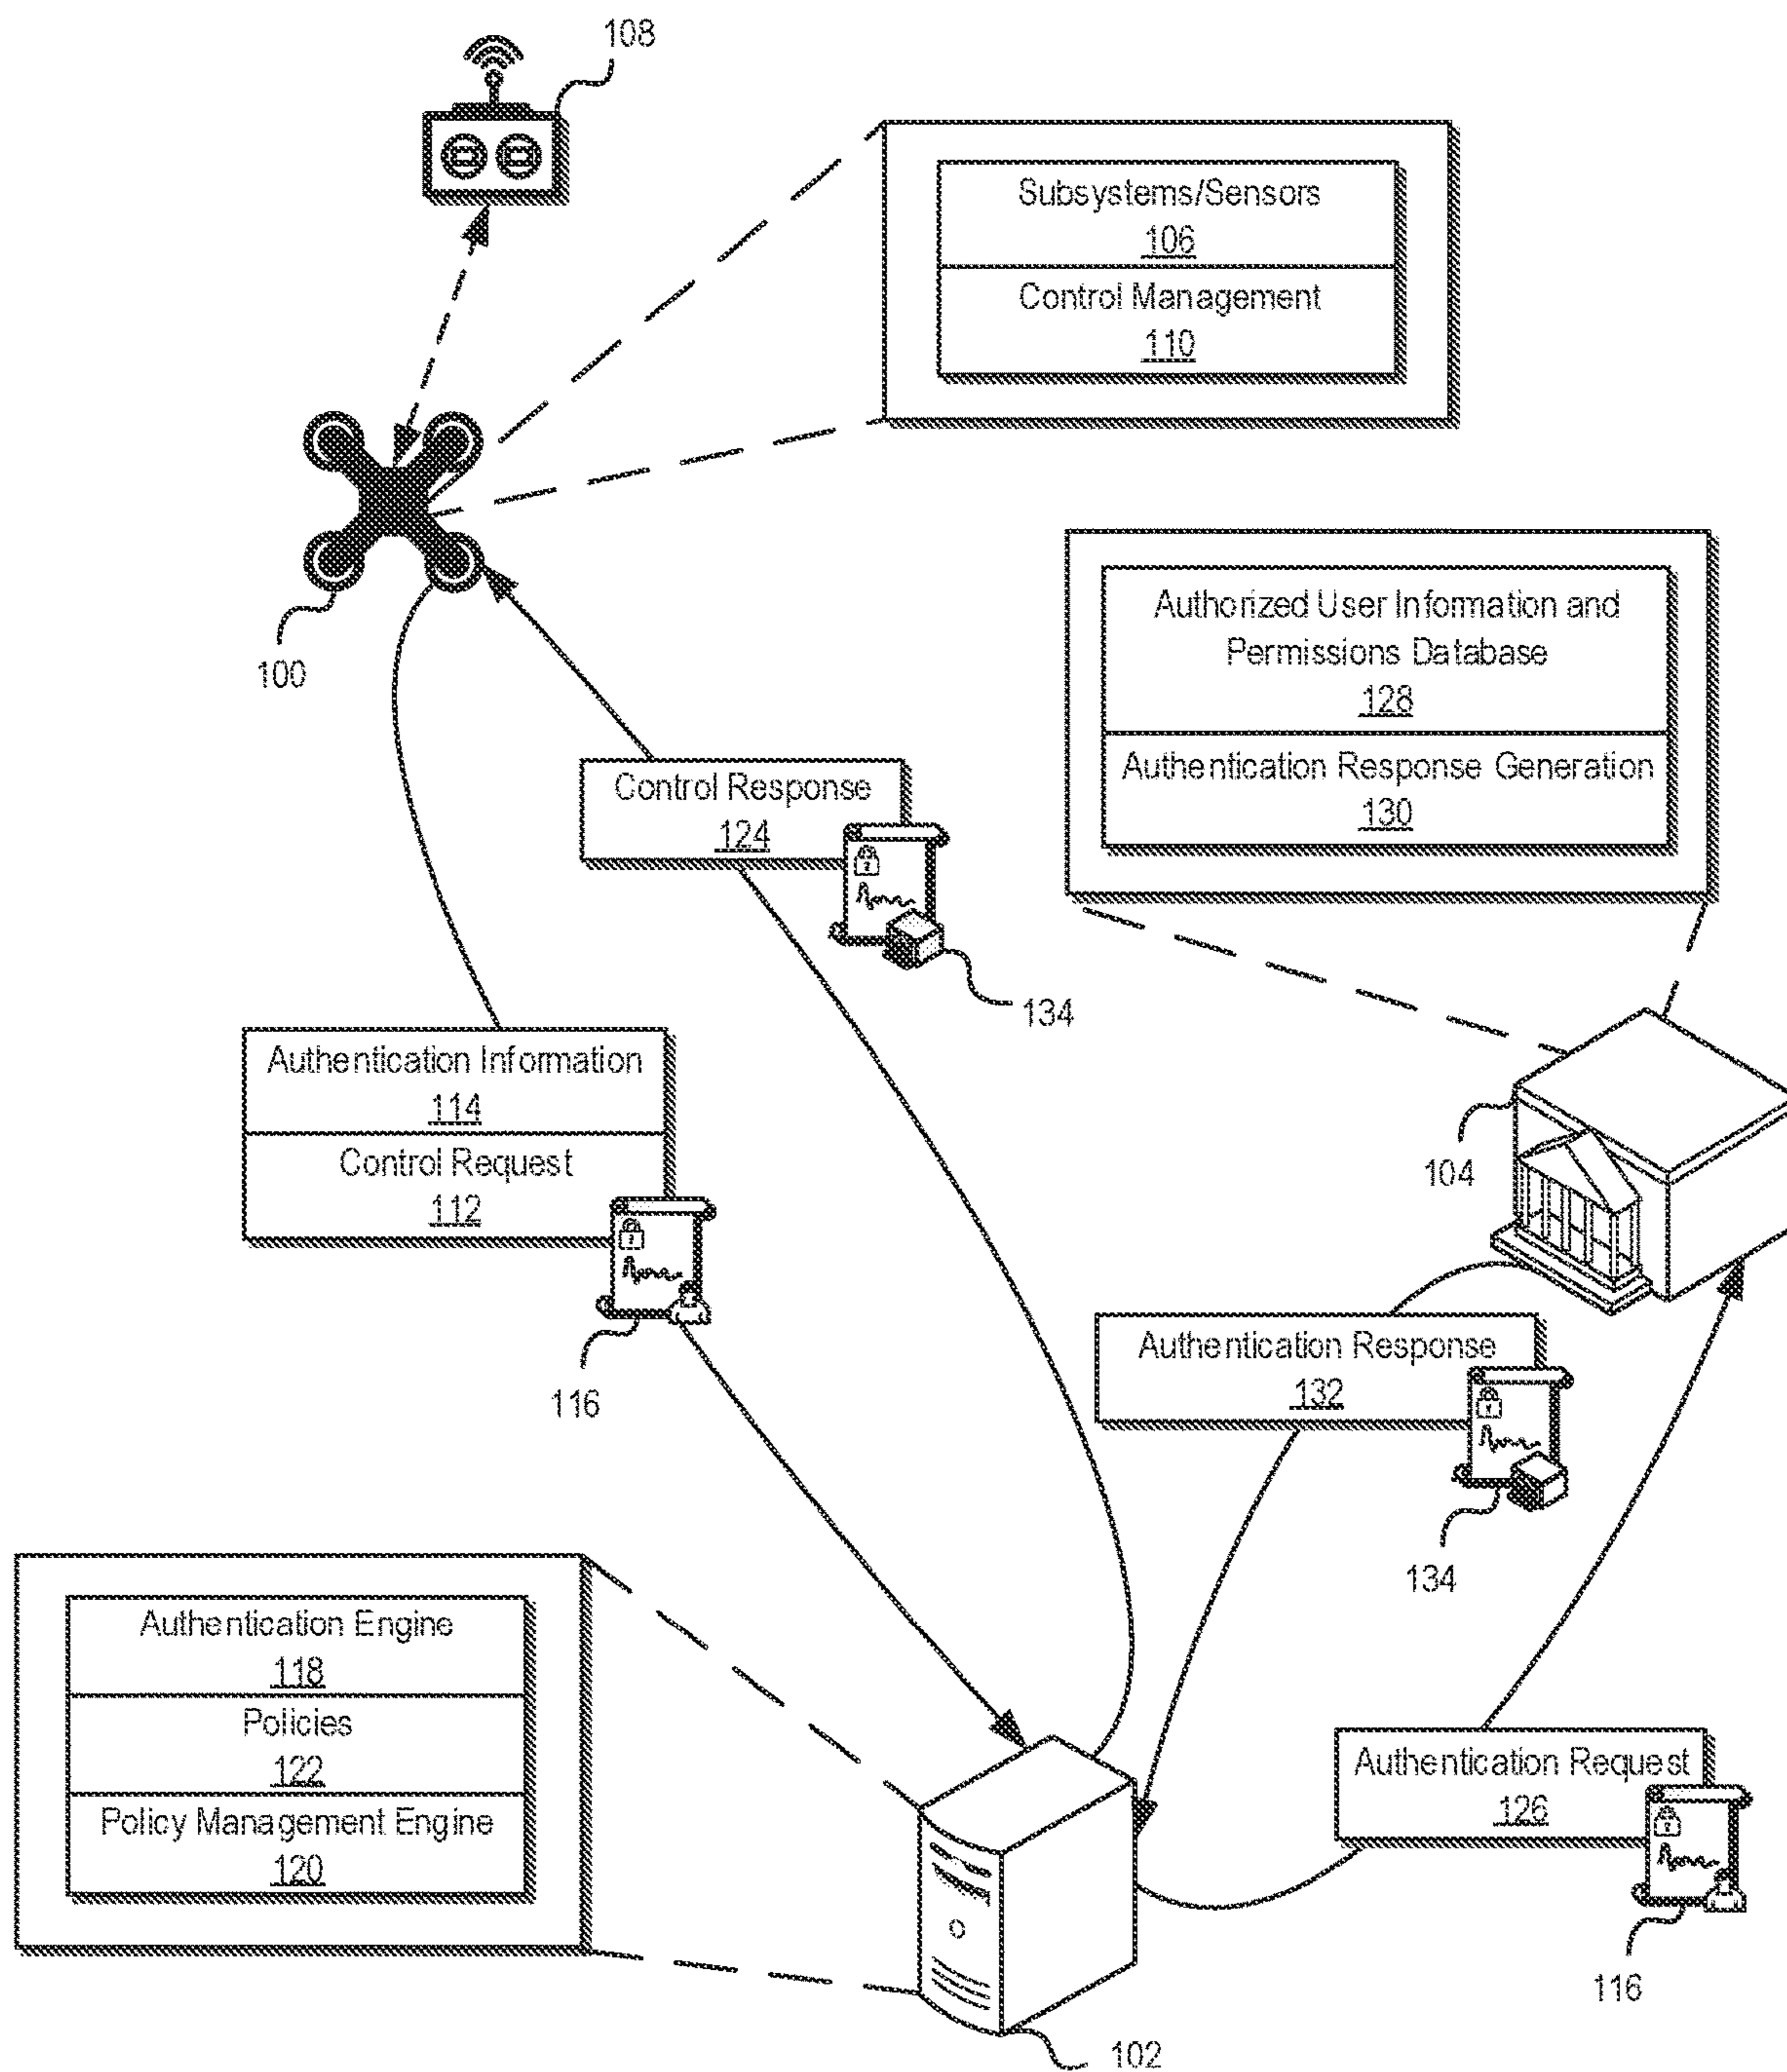 108
Subsystems/Sensors
106
Control Management
110
100
Authorized User Information and
Permissions Database
128
Authentication Response Generation
130
Control Response
124
134
Authentication Information
114
Control Request
112
116
104
Authentication Response
132
134
Authentication Engine
118
Policies
122
Policy Management Engine
120
Authentication Request
126
116
102